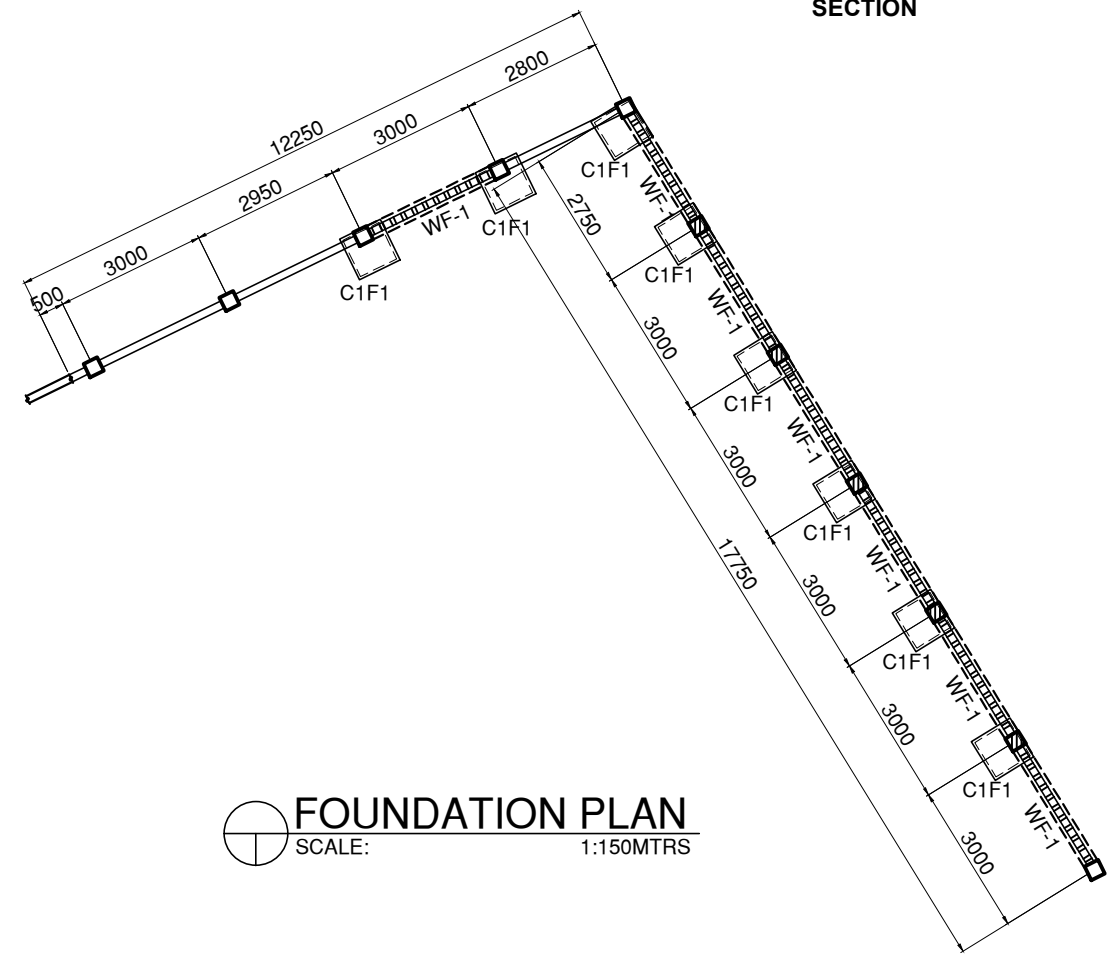 SECTION
2800
12250
3000
2950
3000
500
C1F1
WF-1
C1F1
C1F1
WF-1
2750
C1F1
WF-1
3000
C1F1
WF-1
3000
C1F1
WF-1
17750
3000
C1F1
WF-1
3000
C1F1
WF-1
3000
FOUNDATION PLAN
SCALE: 1:150MTRS